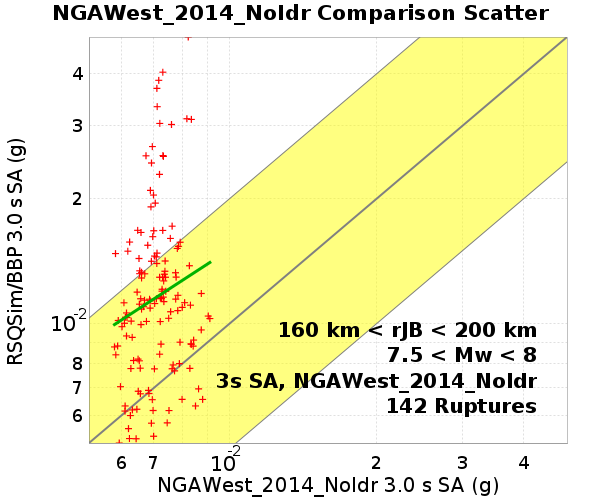 NGAWest_2014_NoIdr Comparison Scatter
RSQSim/BBP 3.0 s SA (g)
4
3
2
10-2
8
7
6
160 km < rJB < 200 km
7.5 < Mw < 8
3s SA, NGAWest_2014_NoIdr
142 Ruptures
6 7 10-2 2 3 4
NGAWest_2014_NoIdr 3.0 s SA (g)